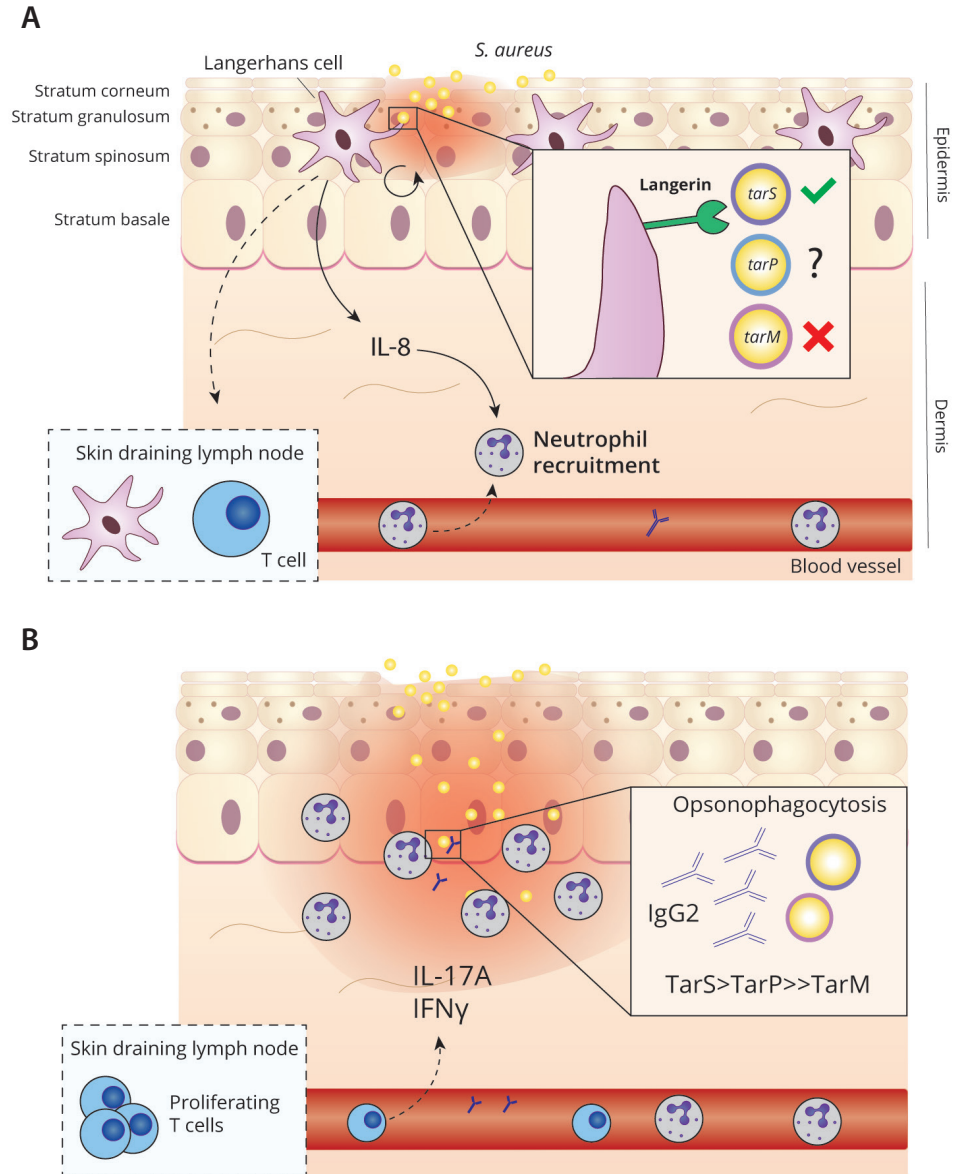 A
S. aureus
Langerhans cell
Stratum corneum
Stratum granulosum
Stratum spinosum
Stratum basale
Epidermis
Langerin
tarS
tarP
?
tarM
IL-8
Dermis
Neutrophil
recruitment
Skin draining lymph node
T cell
Blood vessel
B
Opsonophagocytosis
IgG2
TarS>TarP>>TarM
IL-17A
IFNγ
Skin draining lymph node
Proliferating
T cells